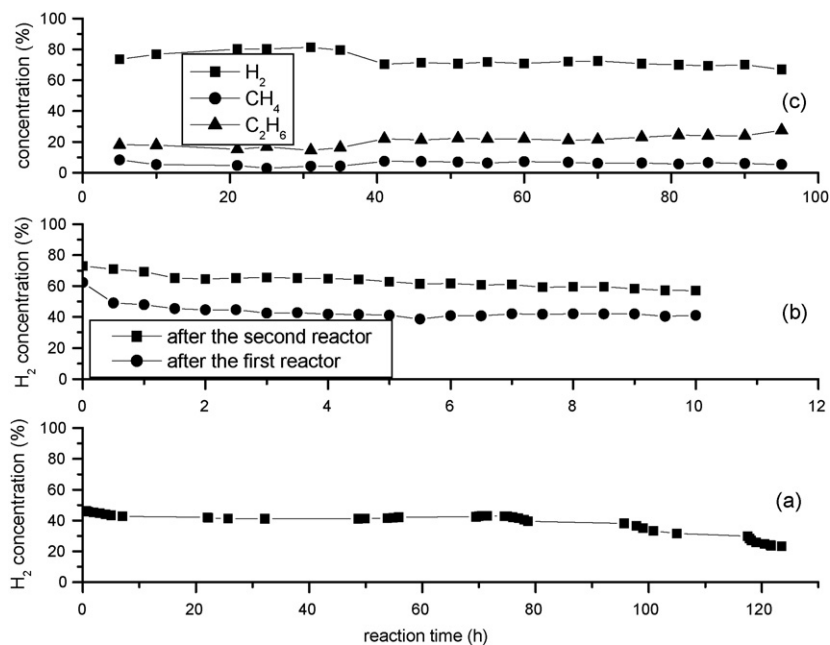 100
80
60
40
20
0
concentration (%)
H₂
CH₄
C₂H₆
(c)
0 20 40 60 80 100
100
80
60
40
20
0
H₂ concentration (%)
after the second reactor
after the first reactor
(b)
0 2 4 6 8 10 12
100
80
60
40
20
0
H₂ concentration (%)
(a)
0 20 40 60 80 100 120
reaction time (h)